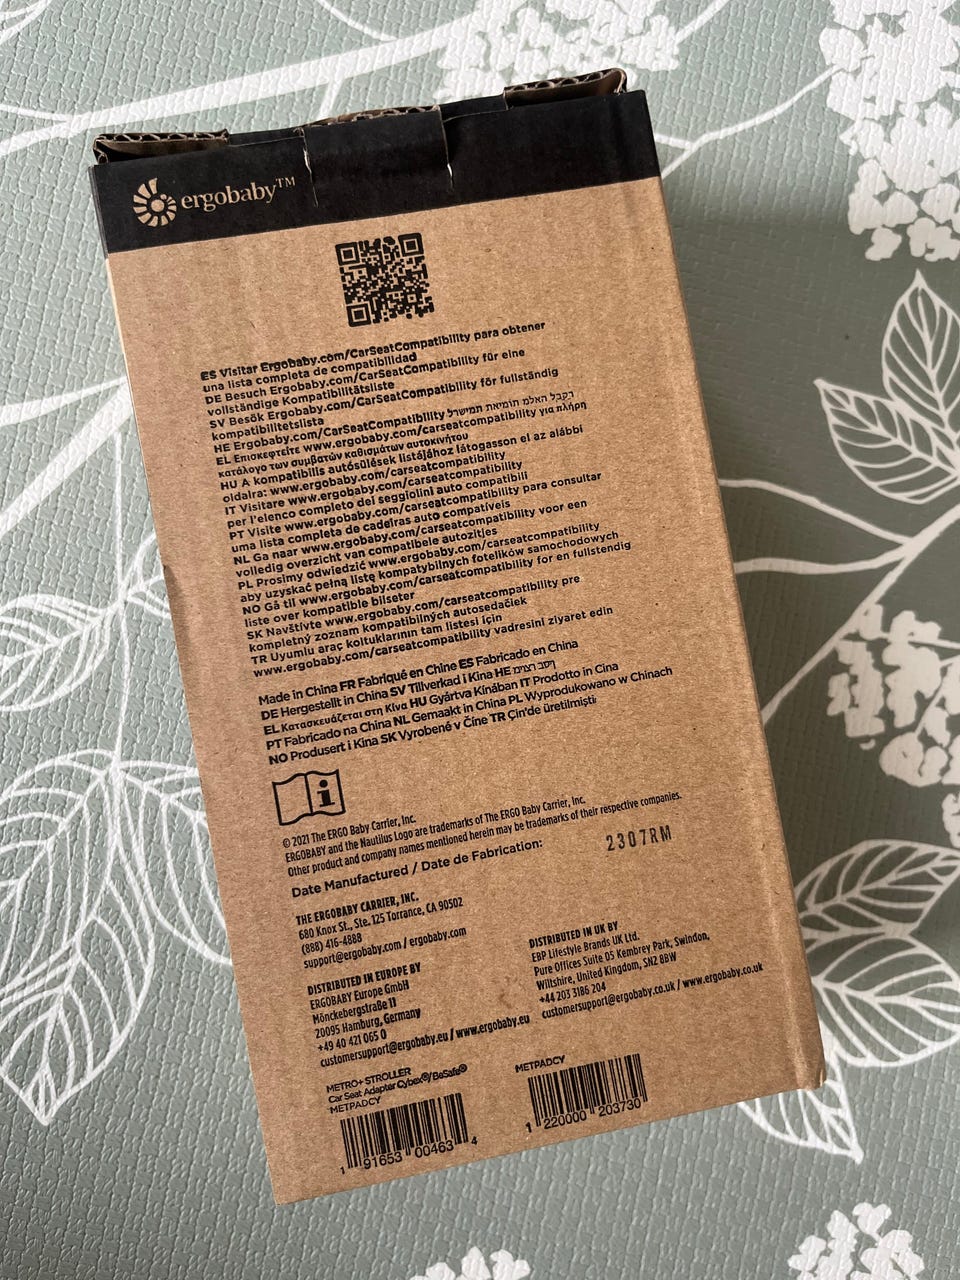 ergobaby™
ES Visitar Ergobaby.com/CarSeatCompatibility para obtener
una lista completa de compatibilidad
DE Besuch Ergobaby.com/CarSeatCompatibility für eine
vollständige Kompatibilitätsliste
SV Besök Ergobaby.com/CarSeatCompatibility för fullständig
kompatibilitetslista
HE Ergobaby.com/CarSeatCompatibility
EL Επισκεφτείτε www.ergobaby.com/carseatcompatibility για πλήρη
κατάλογο των συμβατών καθισμάτων αυτοκινήτου
HU A kompatibilis autósülések listájához látogasson el az alábbi
oldalra: www.ergobaby.com/carseatcompatibility
IT Visitare www.ergobaby.com/carseatcompatibility
per l'elenco completo dei seggiolini auto compatibili
PT Visite www.ergobaby.com/carseatcompatibility para consultar
uma lista completa de cadeiras auto compatíveis
NL Ga naar www.ergobaby.com/carseatcompatibility voor een
volledig overzicht van compatibele autozitjes
PL Prosimy odwiedzić www.ergobaby.com/carseatcompatibility
aby uzyskać pełną listę kompatybilnych fotelików samochodowych
NO Gå til www.ergobaby.com/carseatcompatibility for en fullstendig
liste over kompatible bilseter
SK Navštívte www.ergobaby.com/carseatcompatibility pre
kompletný zoznam kompatibilných autosedačiek
TR Uyumlu araç koltuklarının tam listesi için
www.ergobaby.com/carseatcompatibility vadresini ziyaret edin
Made in China FR Fabriqué en Chine ES Fabricado en China
DE Hergestellt in China SV Tillverkad i Kina HE
EL Κατασκευάζεται στη Κίνα HU Gyártva Kínában IT Prodotto in Cina
PT Fabricado na China NL Gemaakt in China PL Wyprodukowano w Chinach
NO Produsert i Kina SK Vyrobené v Číne TR Çin'de üretilmiştir
© 2021 The ERGO Baby Carrier, Inc.
ERGOBABY and the Nautilus Logo are trademarks of The ERGO Baby Carrier, Inc.
Other product and company names mentioned herein may be trademarks of their respective companies.
Date Manufactured / Date de Fabrication: 2307RM
THE ERGOBABY CARRIER, INC.
680 Knox St., Ste. 125 Torrance, CA 90502
(888) 416-4888
support@ergobaby.com / ergobaby.com
DISTRIBUTED IN EUROPE BY
ERGOBABY Europe GmbH
Mönckebergstraße 11
20095 Hamburg, Germany
+49 40 421 065 0
customersupport@ergobaby.eu / www.ergobaby.eu
DISTRIBUTED IN UK BY
EBP Lifestyle Brands UK Ltd.
Pure Offices Suite 05 Kembrey Park, Swindon,
Wiltshire, United Kingdom, SN2 8BW
+44 203 3186 204
customersupport@ergobaby.co.uk / www.ergobaby.co.uk
METRO+ STROLLER
Car Seat Adapter Cybex®/BeSafe®
METPADCY
1 91653 00463 4
METPADCY
1 220000 203730